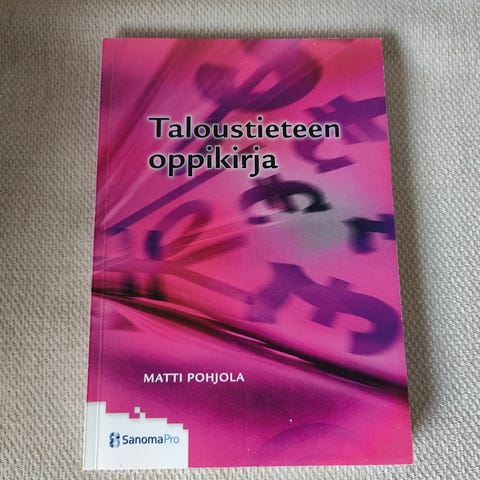 Taloustieteen
oppikirja
MATTI POHJOLA
SanomaPro